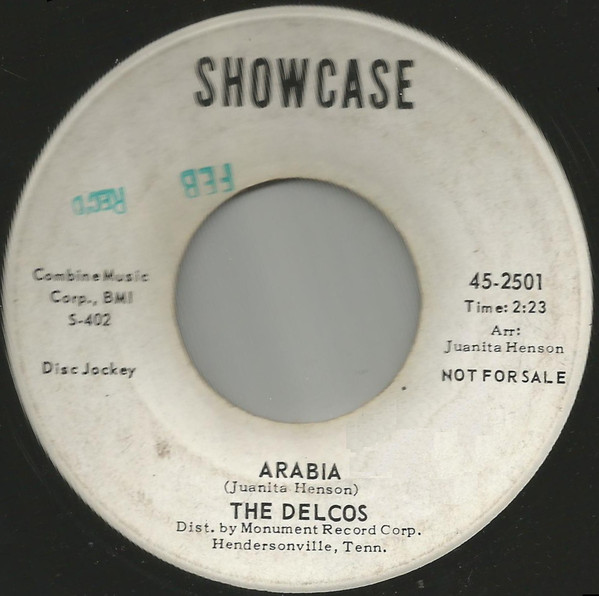 SHOWCASE
FEB
REC'D
Combine Music
Corp., BMI
S-402
Disc Jockey
45-2501
Time: 2:23
Arr:
Juanita Henson
NOT FOR SALE
ARABIA
(Juanita Henson)
THE DELCOS
Dist. by Monument Record Corp.
Hendersonville, Tenn.